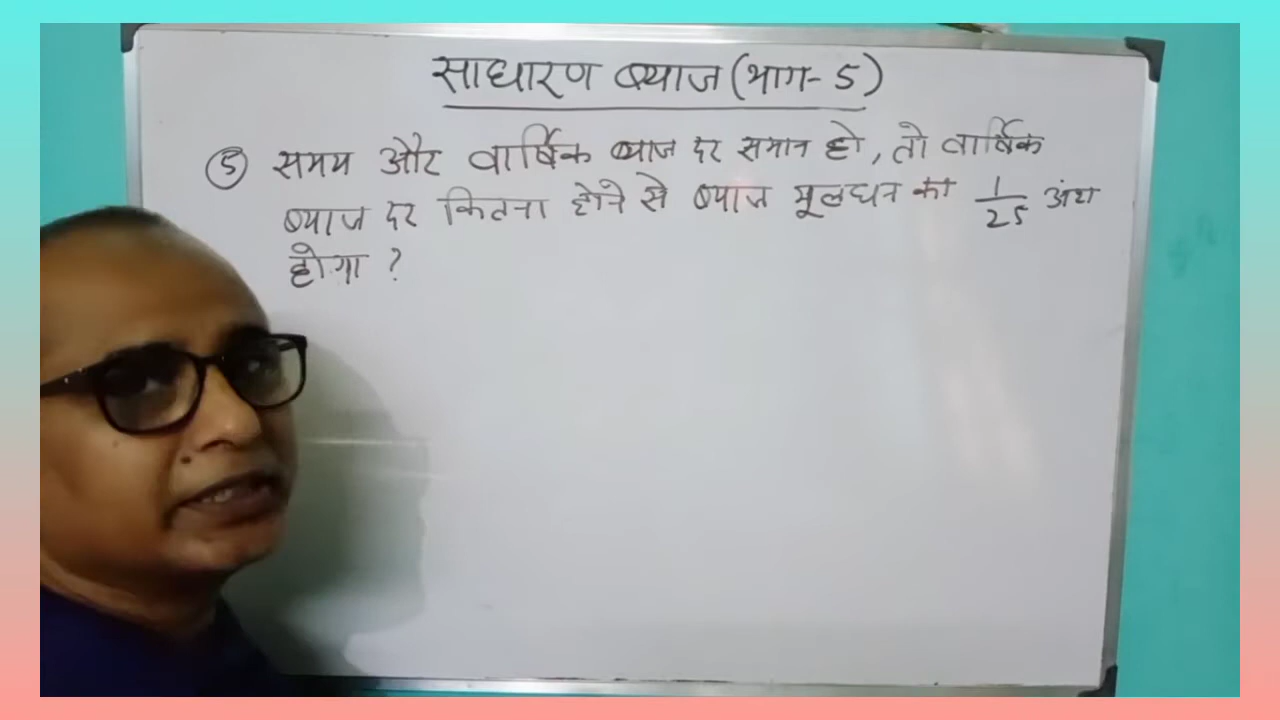 साधारण ब्याज (भाग- 5)
⑤ समय और वार्षिक ब्याज दर समान हो, तो वार्षिक
ब्याज दर कितना होने से ब्याज मूलधन का 1/25 अंश
होगा ?